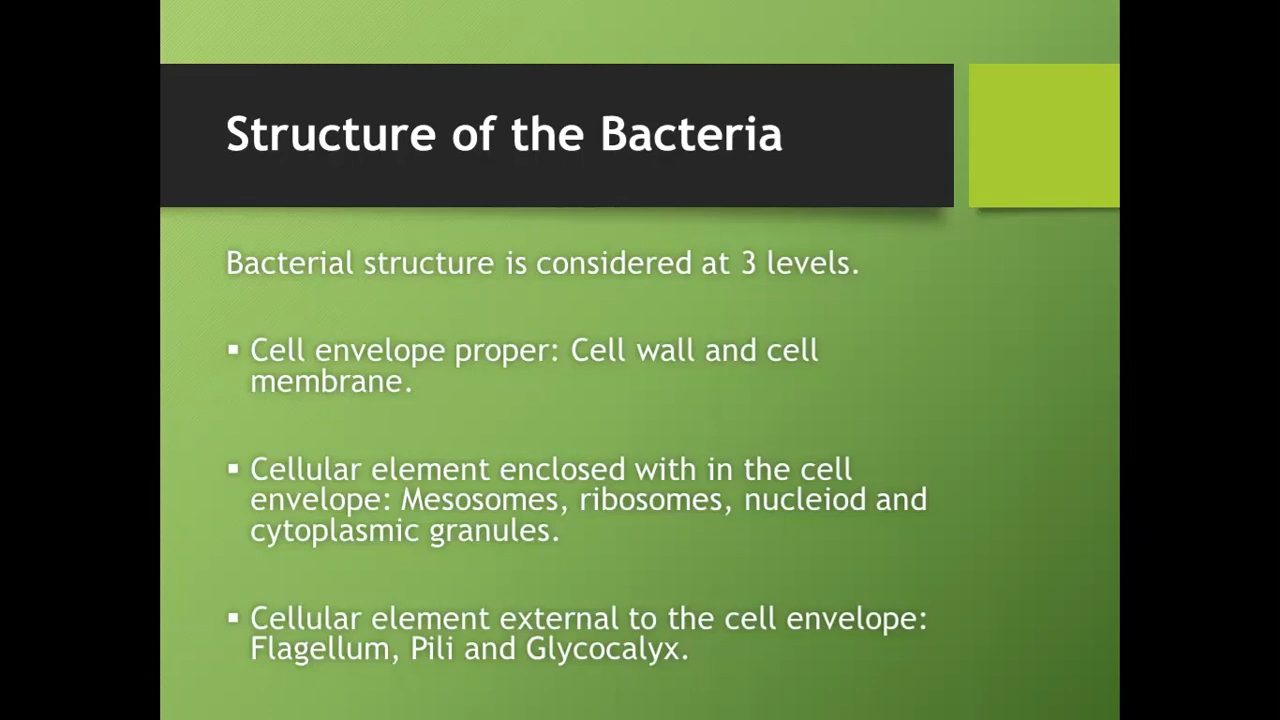 Structure of the Bacteria
Bacterial structure is considered at 3 levels.
▪ Cell envelope proper: Cell wall and cell
membrane.
▪ Cellular element enclosed with in the cell
envelope: Mesosomes, ribosomes, nucleiod and
cytoplasmic granules.
▪ Cellular element external to the cell envelope:
Flagellum, Pili and Glycocalyx.